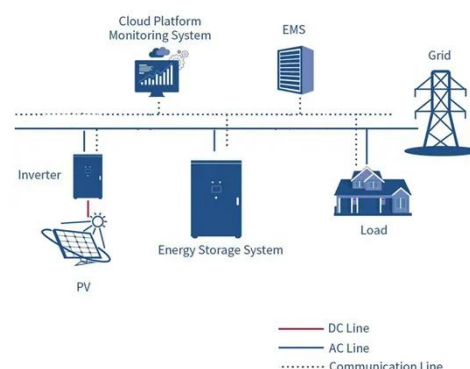 Cloud Platform
Monitoring System
EMS
Grid
Inverter
Energy Storage System
Load
PV
DC Line
AC Line
Communication Line